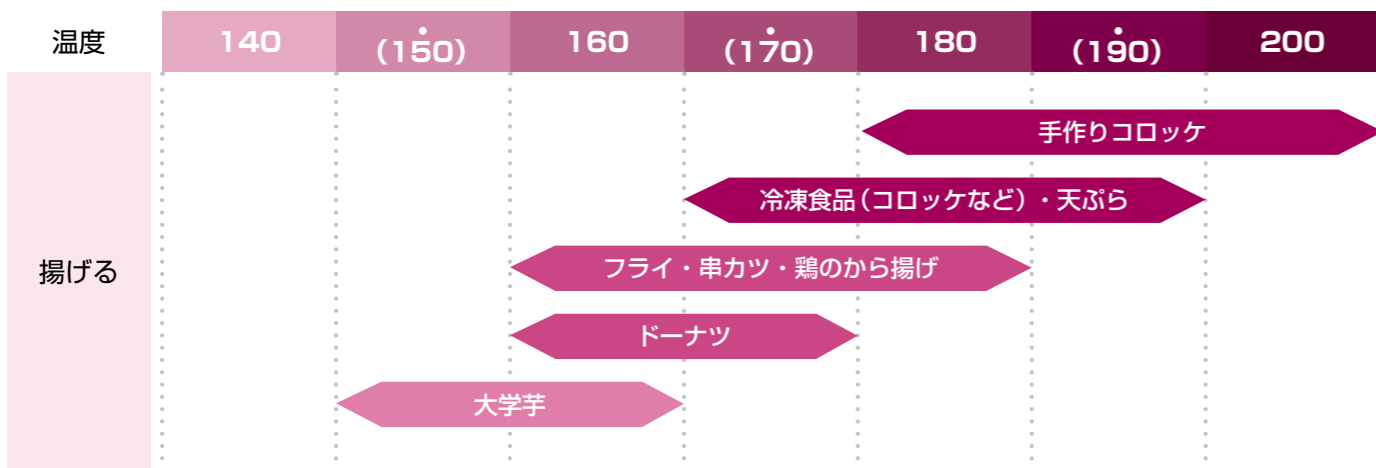 温度 140 (150) 160 (170) 180 (190) 200
手作りコロッケ
冷凍食品(コロッケなど)・天ぷら
揚げる
フライ・串カツ・鶏のから揚げ
ドーナツ
大学芋